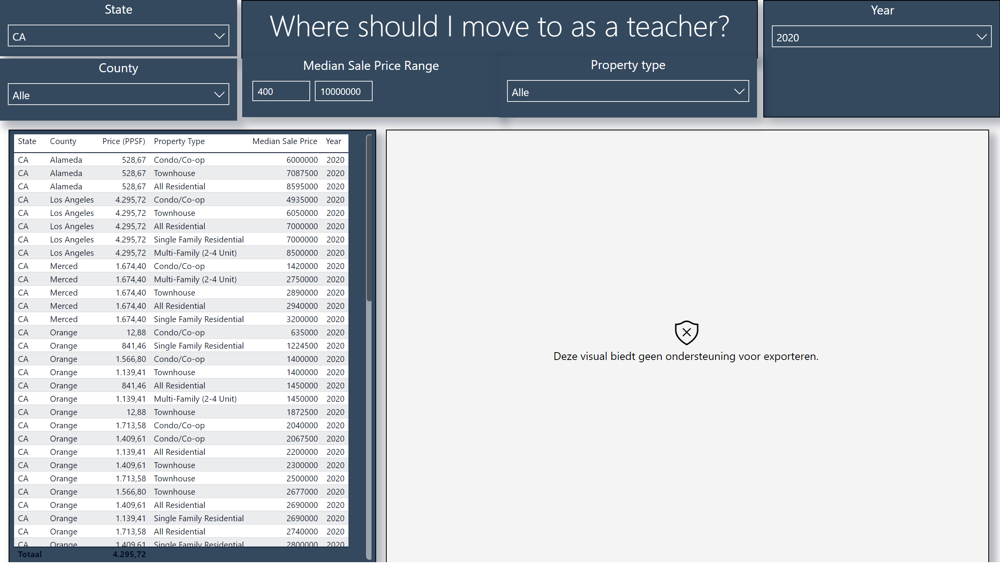 State
CA
County
Alle
Where should I move to as a teacher?
Median Sale Price Range
400 10000000
Property type
Alle
Year
2020
State County Price (PPSF) Property Type Median Sale Price Year
CA Alameda 528,67 Condo/Co-op 6000000 2020
CA Alameda 528,67 Townhouse 7087500 2020
CA Alameda 528,67 All Residential 8595000 2020
CA Los Angeles 4.295,72 Condo/Co-op 4935000 2020
CA Los Angeles 4.295,72 Townhouse 6050000 2020
CA Los Angeles 4.295,72 All Residential 7000000 2020
CA Los Angeles 4.295,72 Single Family Residential 7000000 2020
CA Los Angeles 4.295,72 Multi-Family (2-4 Unit) 8500000 2020
CA Merced 1.674,40 Condo/Co-op 1420000 2020
CA Merced 1.674,40 Multi-Family (2-4 Unit) 2750000 2020
CA Merced 1.674,40 Townhouse 2890000 2020
CA Merced 1.674,40 All Residential 2940000 2020
CA Merced 1.674,40 Single Family Residential 3200000 2020
CA Orange 12,88 Condo/Co-op 635000 2020
CA Orange 841,46 Single Family Residential 1224500 2020
CA Orange 1.566,80 Condo/Co-op 1400000 2020
CA Orange 1.139,41 Townhouse 1400000 2020
CA Orange 841,46 All Residential 1450000 2020
CA Orange 1.139,41 Multi-Family (2-4 Unit) 1450000 2020
CA Orange 12,88 Townhouse 1872500 2020
CA Orange 1.713,58 Condo/Co-op 2040000 2020
CA Orange 1.409,61 Condo/Co-op 2067500 2020
CA Orange 1.139,41 All Residential 2200000 2020
CA Orange 1.409,61 Townhouse 2300000 2020
CA Orange 1.713,58 Townhouse 2500000 2020
CA Orange 1.566,80 Townhouse 2677000 2020
CA Orange 1.409,61 All Residential 2690000 2020
CA Orange 1.139,41 Single Family Residential 2690000 2020
CA Orange 1.713,58 All Residential 2740000 2020
CA Orange 1.409,61 Single Family Residential 2800000 2020
Totaal 4.295,72
Deze visual biedt geen ondersteuning voor exporteren.